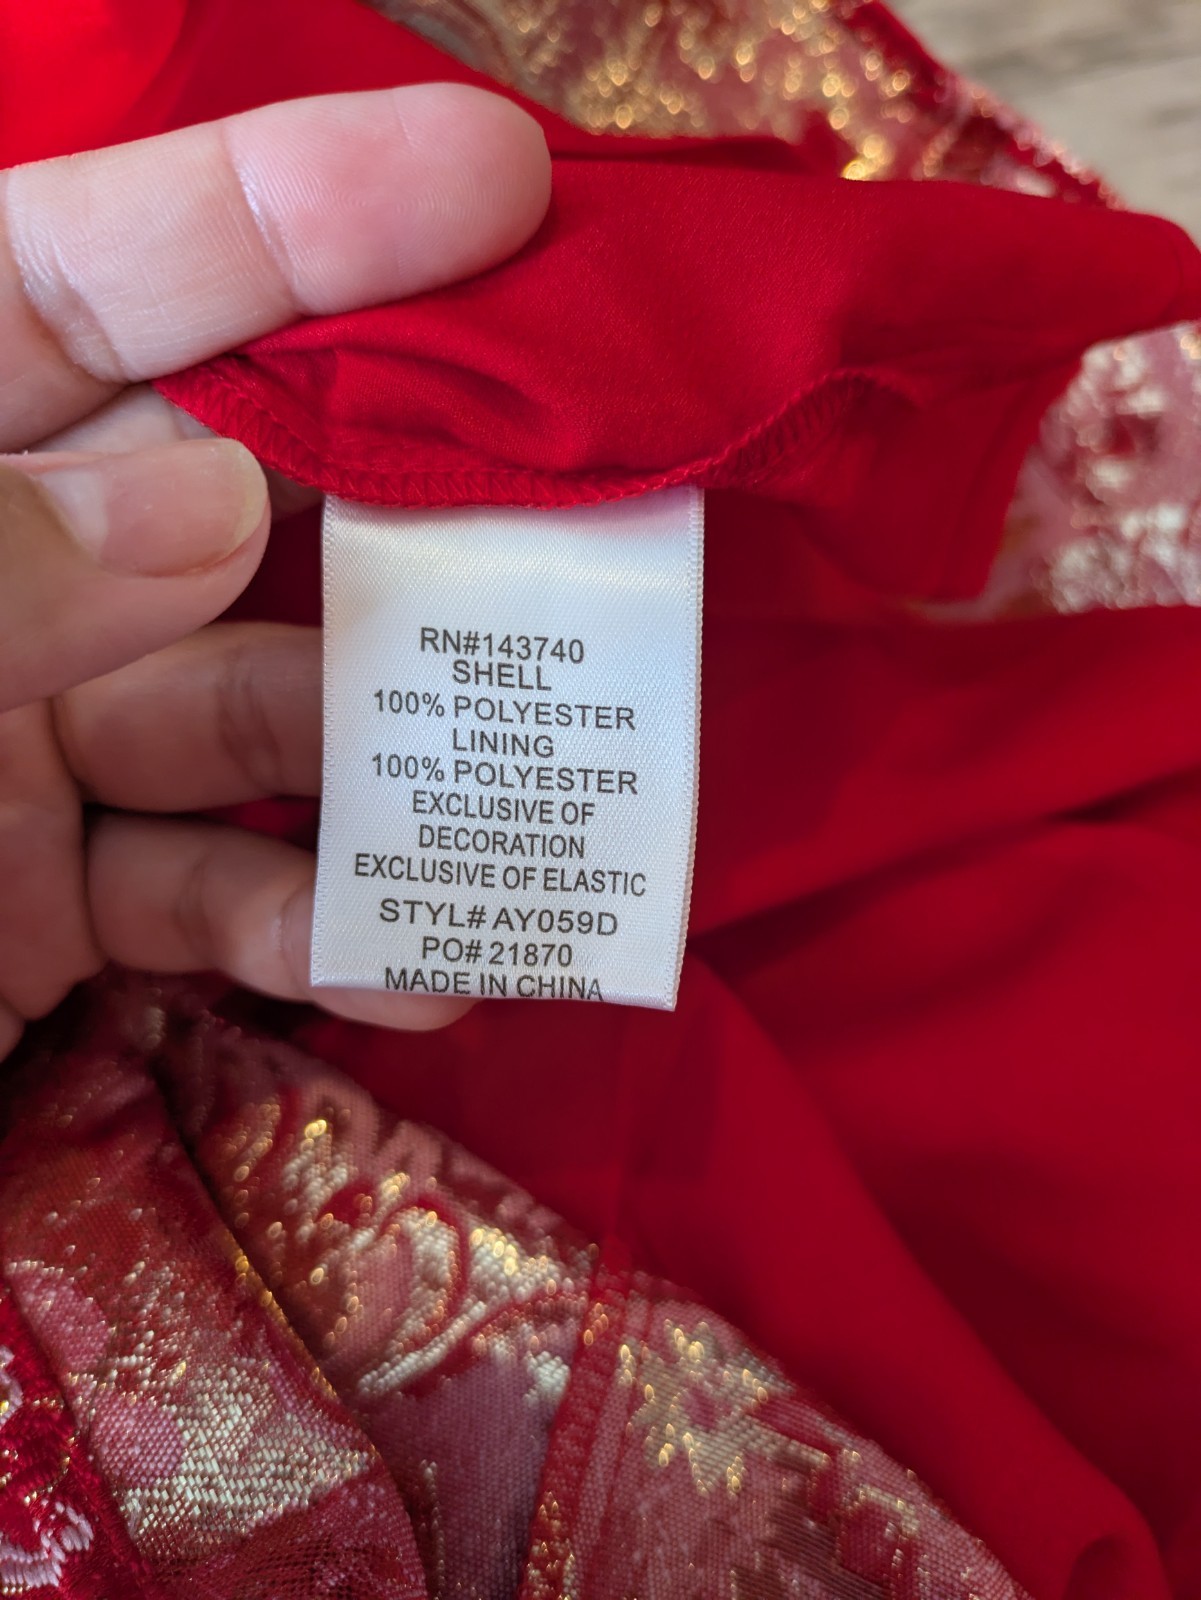 RN#143740
SHELL
100% POLYESTER
LINING
100% POLYESTER
EXCLUSIVE OF
DECORATION
EXCLUSIVE OF ELASTIC
STYL# AY059D
PO# 21870
MADE IN CHINA